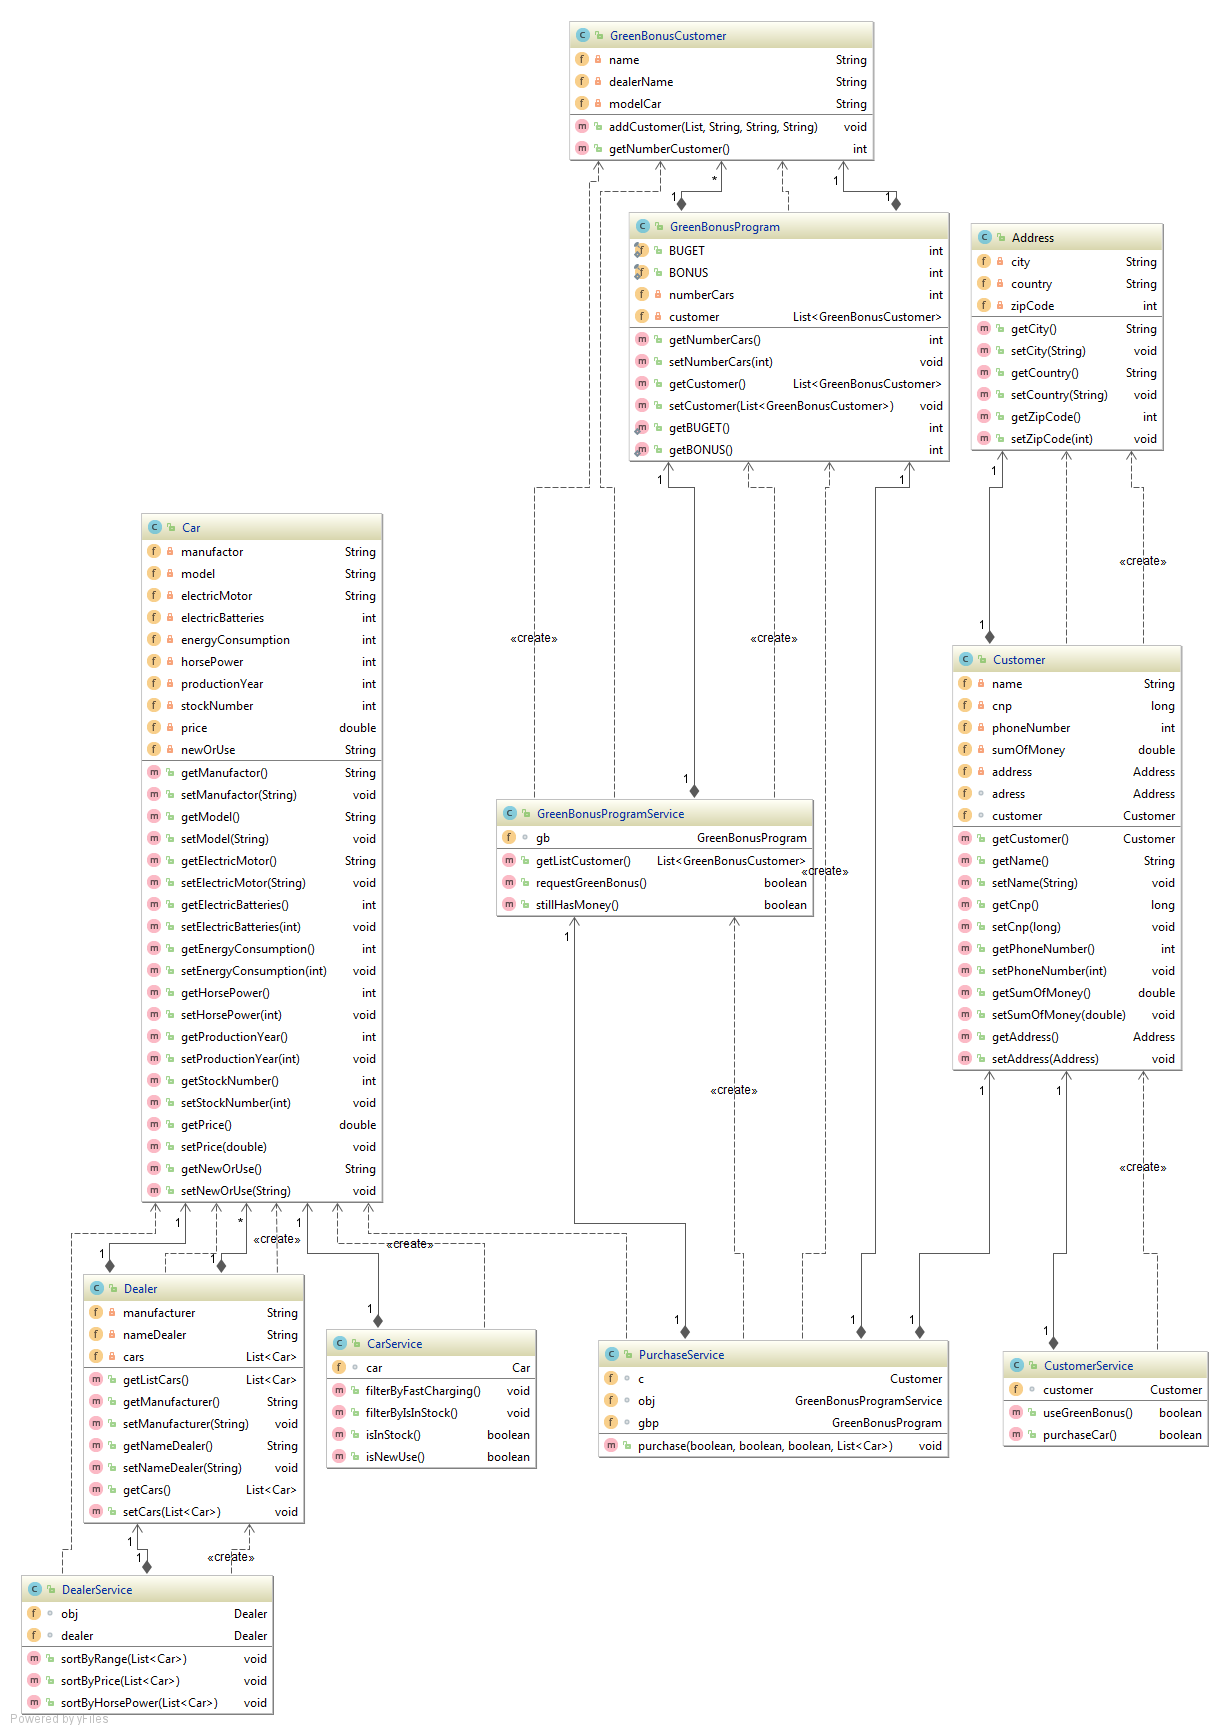 GreenBonusCustomer
name String
dealerName String
modelCar String
addCustomer(List, String, String, String) void
getNumberCustomer() int
* 1
1 1
GreenBonusProgram
BUGET int
BONUS int
numberCars int
customer List<GreenBonusCustomer>
getNumberCars() int
setNumberCars(int) void
getCustomer() List<GreenBonusCustomer>
setCustomer(List<GreenBonusCustomer>) void
getBUGET() int
getBONUS() int
Address
city String
country String
zipCode int
getCity() String
setCity(String) void
getCountry() String
setCountry(String) void
getZipCode() int
setZipCode(int) void
1 1 1
Car
manufactor String
model String
electricMotor String
electricBatteries int
energyConsumption int
horsePower int
productionYear int
stockNumber int
price double
newOrUse String
getManufactor() String
setManufactor(String) void
getModel() String
setModel(String) void
getElectricMotor() String
setElectricMotor(String) void
getElectricBatteries() int
setElectricBatteries(int) void
getEnergyConsumption() int
setEnergyConsumption(int) void
getHorsePower() int
setHorsePower(int) void
getProductionYear() int
setProductionYear(int) void
getStockNumber() int
setStockNumber(int) void
getPrice() double
setPrice(double) void
getNewOrUse() String
setNewOrUse(String) void
«create»
«create» «create»
1
Customer
name String
cnp long
phoneNumber int
sumOfMoney double
address Address
adress Address
customer Customer
getCustomer() Customer
getName() String
setName(String) void
getCnp() long
setCnp(long) void
getPhoneNumber() int
setPhoneNumber(int) void
getSumOfMoney() double
setSumOfMoney(double) void
getAddress() Address
setAddress(Address) void
1
GreenBonusProgramService
gb GreenBonusProgram
getListCustomer() List<GreenBonusCustomer>
requestGreenBonus() boolean
stillHasMoney() boolean
«create»
1
«create»
1 1
«create»
1 * 1
«create» «create»
1 1
Dealer
manufacturer String
nameDealer String
cars List<Car>
getListCars() List<Car>
getManufacturer() String
setManufacturer(String) void
getNameDealer() String
setNameDealer(String) void
getCars() List<Car>
setCars(List<Car>) void
1
CarService
car Car
filterByFastCharging() void
filterByIsInStock() void
isInStock() boolean
isNewUse() boolean
1 1 1
PurchaseService
c Customer
obj GreenBonusProgramService
gbp GreenBonusProgram
purchase(boolean, boolean, boolean, List<Car>) void
1
CustomerService
customer Customer
useGreenBonus() boolean
purchaseCar() boolean
1
1 «create»
DealerService
obj Dealer
dealer Dealer
sortByRange(List<Car>) void
sortByPrice(List<Car>) void
sortByHorsePower(List<Car>) void
Powered by yFiles